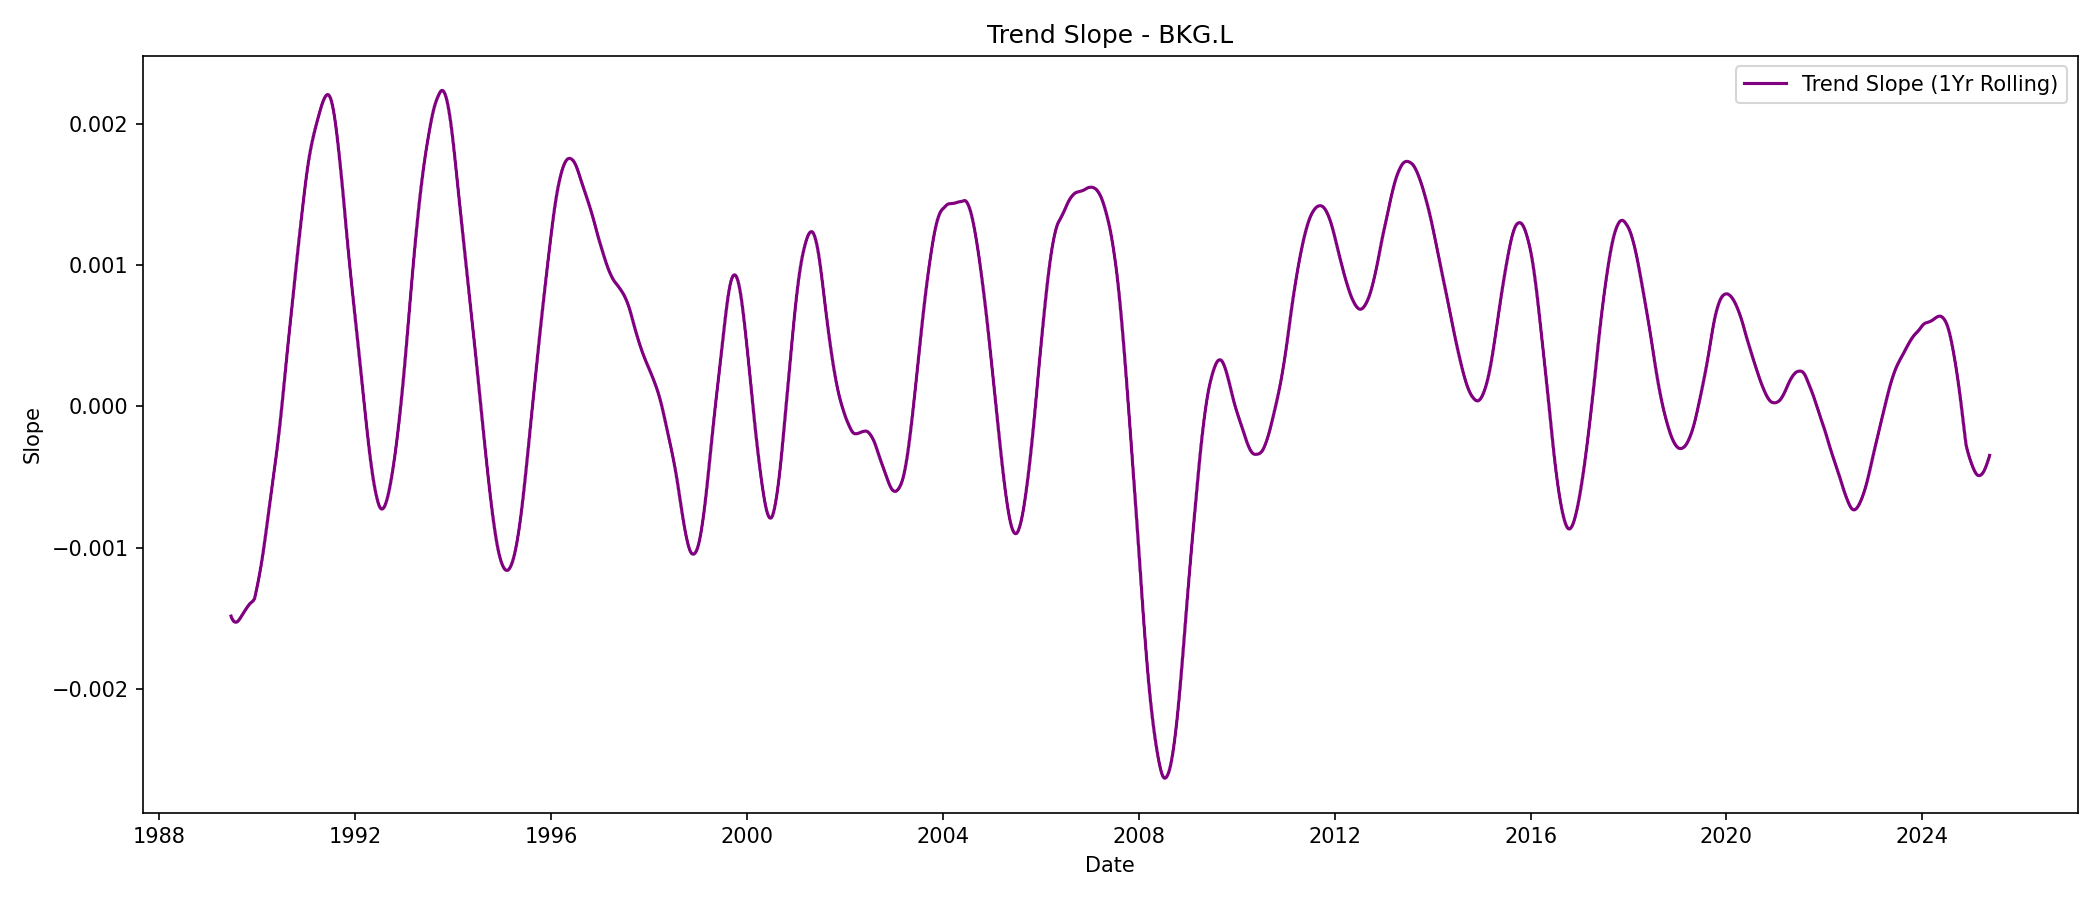 Trend Slope - BKG.L
Trend Slope (1Yr Rolling)
0.002
0.001
0.000
−0.001
−0.002
Slope
1988 1992 1996 2000 2004 2008 2012 2016 2020 2024
Date